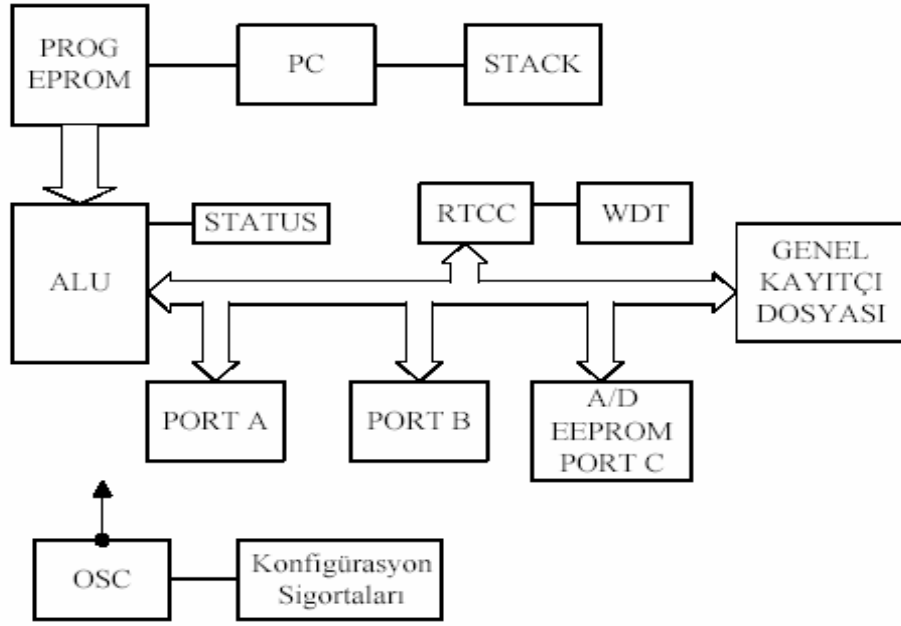 PROG
EPROM
PC
STACK
ALU
STATUS
RTCC
WDT
GENEL
KAYITÇI
DOSYASI
PORT A
PORT B
A/D
EEPROM
PORT C
OSC
Konfigürasyon
Sigortaları